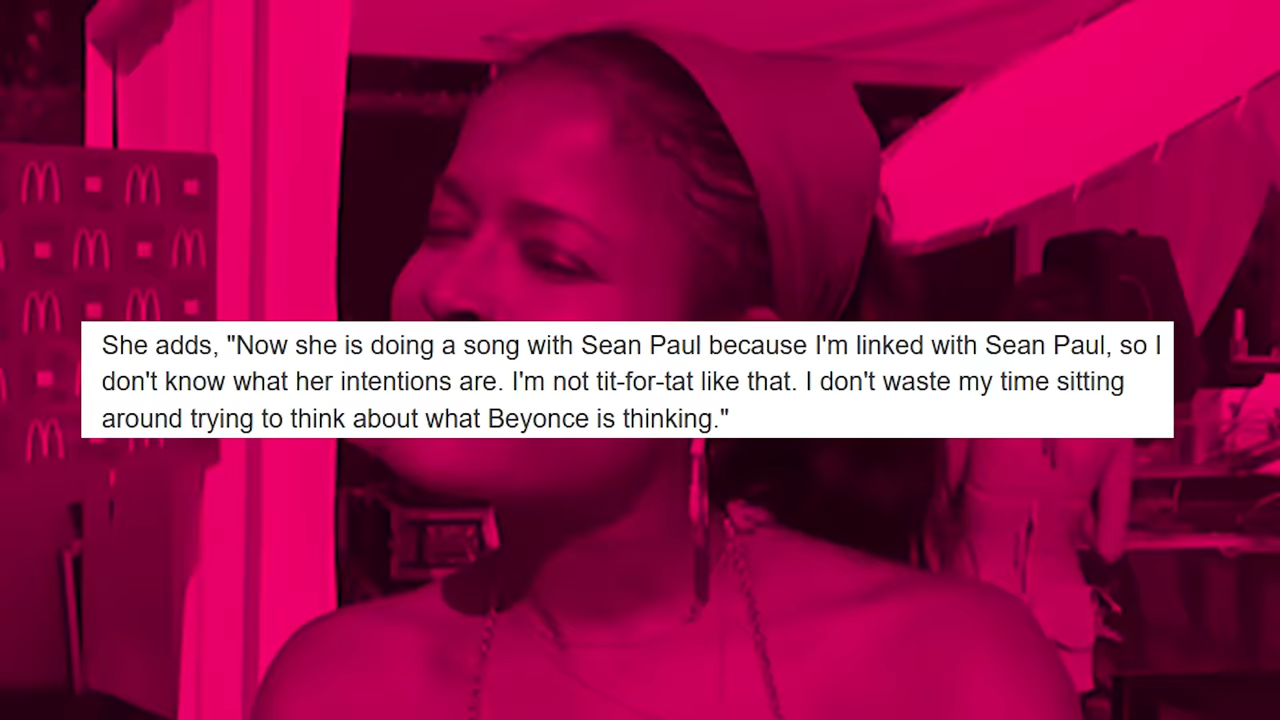 She adds, "Now she is doing a song with Sean Paul because I'm linked with Sean Paul, so I
don't know what her intentions are. I'm not tit-for-tat like that. I don't waste my time sitting
around trying to think about what Beyonce is thinking."